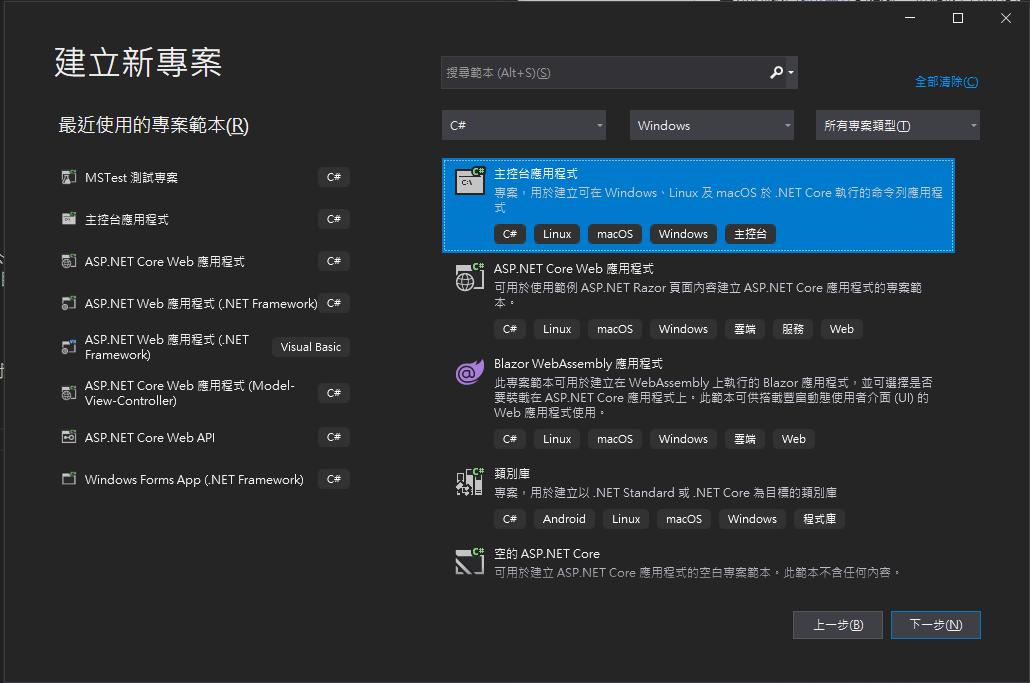 建立新專案
搜尋範本 (Alt+S)(S)
全部清除(C)
最近使用的專案範本(R)
C#
Windows
所有專案類型(T)
MSTest 測試專案
C#
主控台應用程式
C#
ASP.NET Core Web 應用程式
C#
ASP.NET Web 應用程式 (.NET Framework)
C#
ASP.NET Web 應用程式 (.NET
Framework)
Visual Basic
ASP.NET Core Web 應用程式 (Model-
View-Controller)
C#
ASP.NET Core Web API
C#
Windows Forms App (.NET Framework)
C#
C#
C:\
主控台應用程式
專案，用於建立可在 Windows、Linux 及 macOS 於 .NET Core 執行的命令列應用程
式
C# Linux macOS Windows 主控台
C#
ASP.NET Core Web 應用程式
可用於使用範例 ASP.NET Razor 頁面內容建立 ASP.NET Core 應用程式的專案範
本。
C# Linux macOS Windows 雲端 服務 Web
Blazor WebAssembly 應用程式
此專案範本可用於建立在 WebAssembly 上執行的 Blazor 應用程式，並可選擇是否
要裝載在 ASP.NET Core 應用程式上。此範本可供搭載豐富動態使用者介面 (UI) 的
Web 應用程式使用。
C# Linux macOS Windows 雲端 Web
C#
類別庫
專案，用於建立以 .NET Standard 或 .NET Core 為目標的類別庫
C# Android Linux macOS Windows 程式庫
C#
空的 ASP.NET Core
可用於建立 ASP.NET Core 應用程式的空白專案範本。此範本不含任何內容。
上一步(B)
下一步(N)